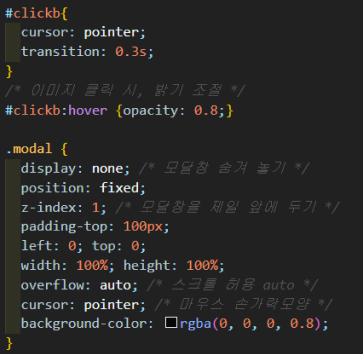 #clickb{
cursor: pointer;
transition: 0.3s;
}
/* 이미지 클릭 시, 밝기 조절 */
#clickb:hover {opacity: 0.8;}
.modal {
display: none; /* 모달창 숨겨 놓기 */
position: fixed;
z-index: 1; /* 모달창을 제일 앞에 두기 */
padding-top: 100px;
left: 0; top: 0;
width: 100%; height: 100%;
overflow: auto; /* 스크롤 허용 auto */
cursor: pointer; /* 마우스 손가락모양 */
background-color: rgba(0, 0, 0, 0.8);
}